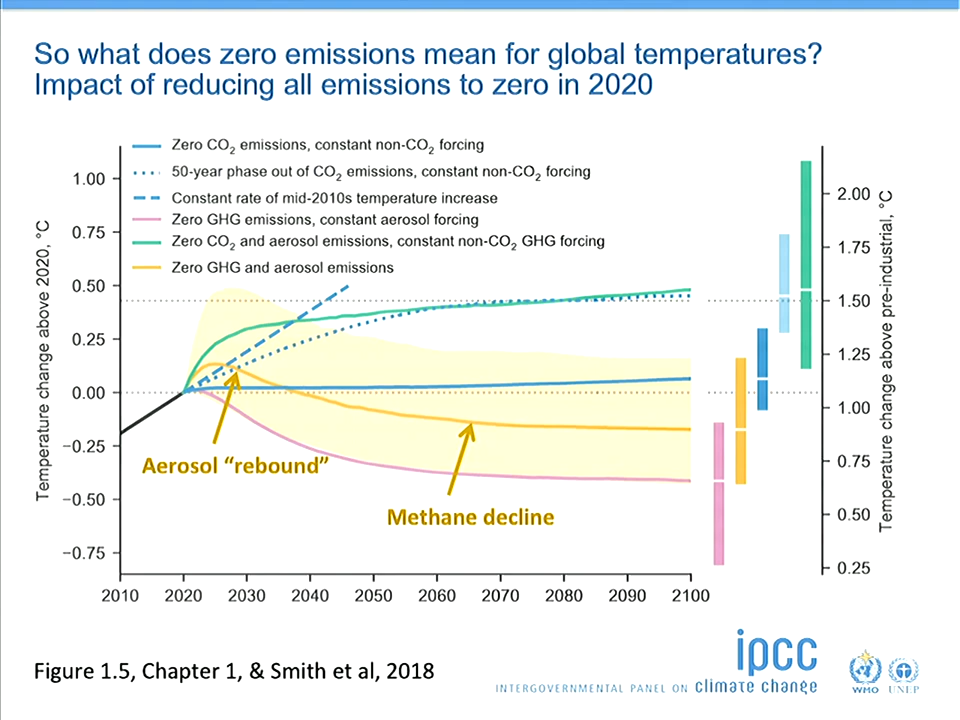 So what does zero emissions mean for global temperatures?
Impact of reducing all emissions to zero in 2020
Zero CO₂ emissions, constant non-CO₂ forcing
50-year phase out of CO₂ emissions, constant non-CO₂ forcing
Constant rate of mid-2010s temperature increase
Zero GHG emissions, constant aerosol forcing
Zero CO₂ and aerosol emissions, constant non-CO₂ GHG forcing
Zero GHG and aerosol emissions
Temperature change above 2020, °C
1.00
0.75
0.50
0.25
0.00
−0.25
−0.50
−0.75
Aerosol “rebound”
Methane decline
2010 2020 2030 2040 2050 2060 2070 2080 2090 2100
2.00
1.75
1.50
1.25
1.00
0.75
0.50
0.25
Temperature change above pre-industrial, °C
Figure 1.5, Chapter 1, & Smith et al, 2018
ipcc
INTERGOVERNMENTAL PANEL ON climate change
WMO UNEP